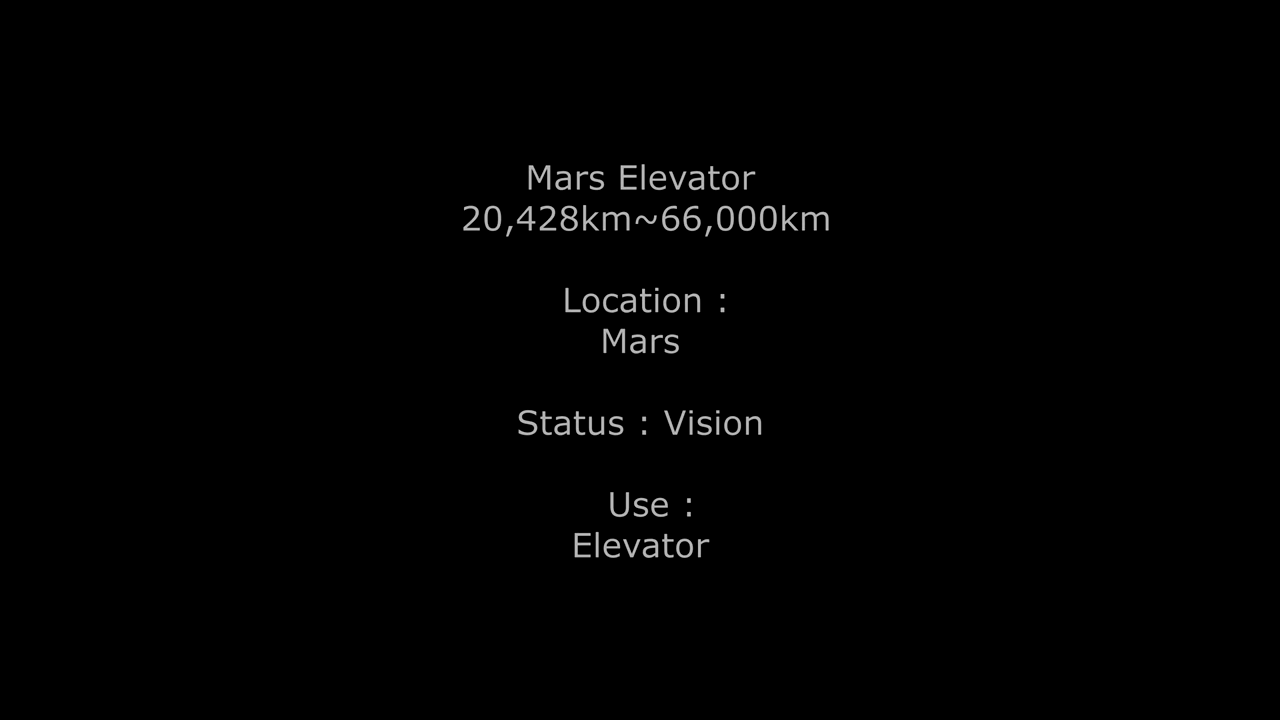 Mars Elevator
20,428km~66,000km
Location :
Mars
Status : Vision
Use :
Elevator